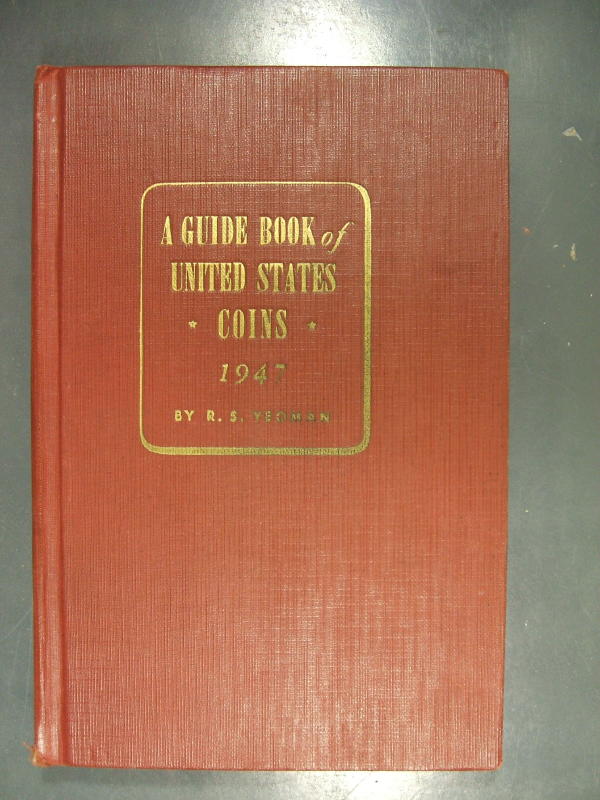 A GUIDE BOOK of
UNITED STATES
* COINS *
1947
BY R. S. YEOMAN